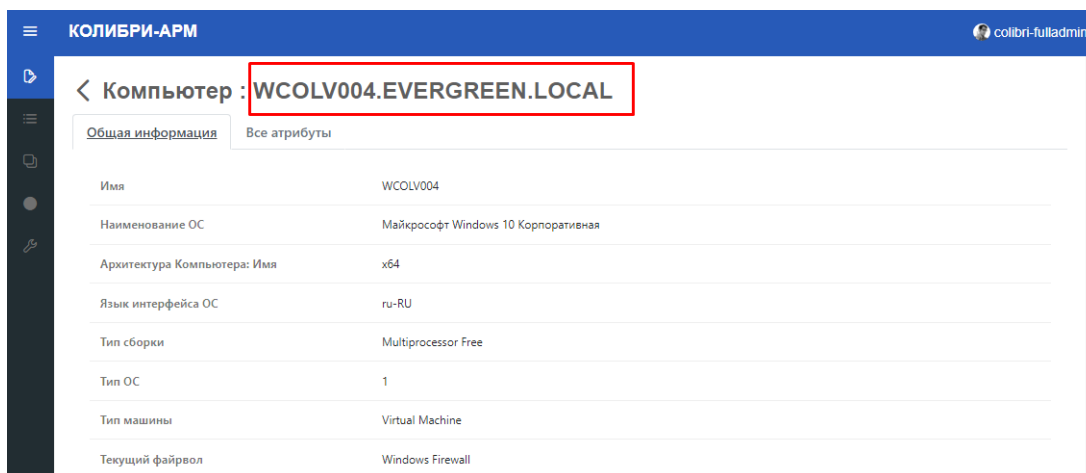 КОЛИБРИ-АРМ
colibri-fulladmin
Компьютер : WCOLV004.EVERGREEN.LOCAL
Общая информация Все атрибуты
Имя WCOLV004
Наименование ОС Майкрософт Windows 10 Корпоративная
Архитектура Компьютера: Имя x64
Язык интерфейса ОС ru-RU
Тип сборки Multiprocessor Free
Тип ОС 1
Тип машины Virtual Machine
Текущий файрвол Windows Firewall